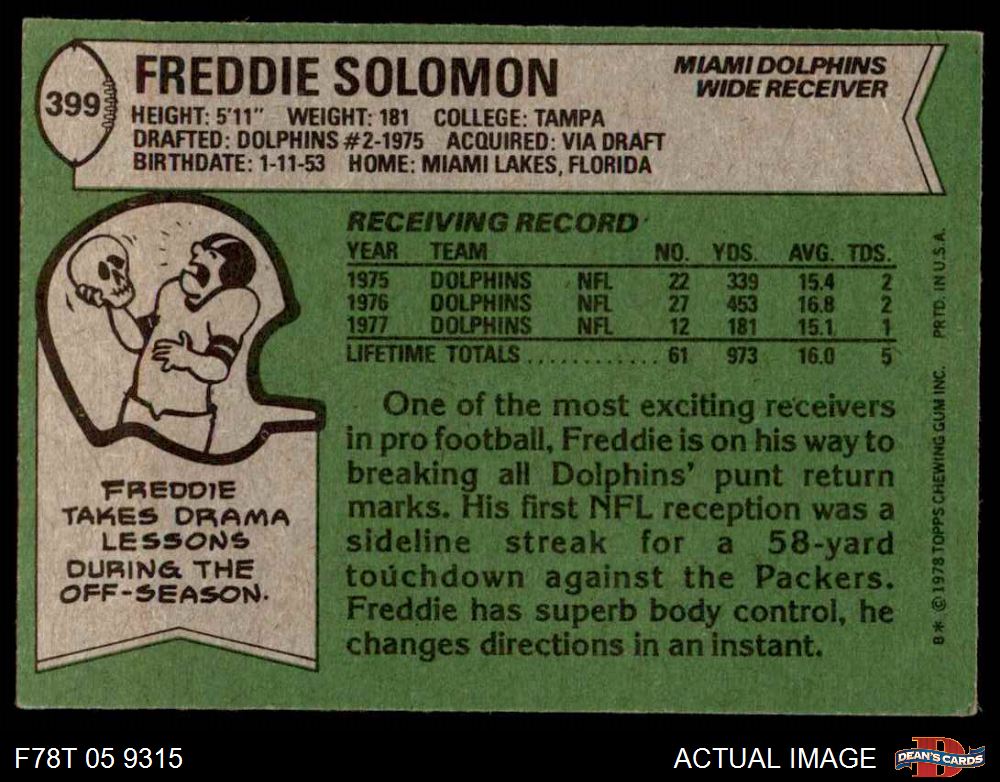 399
FREDDIE SOLOMON
MIAMI DOLPHINS
WIDE RECEIVER
HEIGHT: 5'11" WEIGHT: 181 COLLEGE: TAMPA
DRAFTED: DOLPHINS #2-1975 ACQUIRED: VIA DRAFT
BIRTHDATE: 1-11-53 HOME: MIAMI LAKES, FLORIDA
RECEIVING RECORD
YEAR TEAM NO. YDS. AVG. TDS.
1975 DOLPHINS NFL 22 339 15.4 2
1976 DOLPHINS NFL 27 453 16.8 2
1977 DOLPHINS NFL 12 181 15.1 1
LIFETIME TOTALS ............ 61 973 16.0 5
One of the most exciting receivers
in pro football, Freddie is on his way to
breaking all Dolphins' punt return
marks. His first NFL reception was a
sideline streak for a 58-yard
touchdown against the Packers.
Freddie has superb body control, he
changes directions in an instant.
FREDDIE
TAKES DRAMA
LESSONS
DURING THE
OFF-SEASON.
B* © 1978 TOPPS CHEWING GUM INC. PRTD. IN U.S.A.
F78T 05 9315
ACTUAL IMAGE
D
DEAN'S CARDS